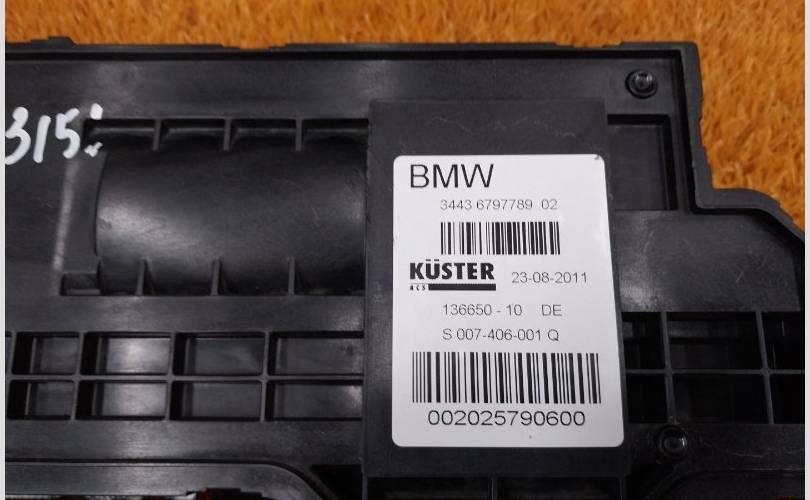 315:
BMW
3443 6797789 02
KÜSTER
ACS
23-08-2011
136650 - 10 DE
S 007-406-001 Q
002025790600